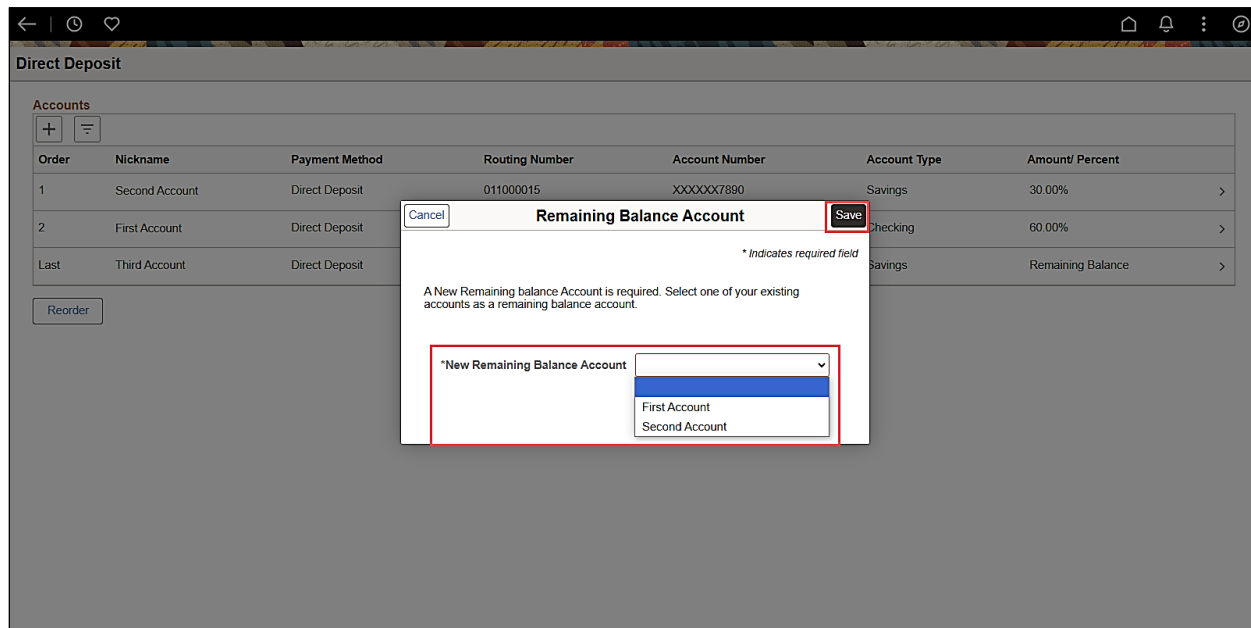 Direct Deposit
Accounts
Order Nickname Payment Method Routing Number Account Number Account Type Amount/ Percent
1 Second Account Direct Deposit 011000015 XXXXXX7890 Savings 30.00%
2 First Account Direct Deposit Checking 60.00%
Last Third Account Direct Deposit Savings Remaining Balance
Reorder
Cancel Remaining Balance Account Save
* Indicates required field
A New Remaining balance Account is required. Select one of your existing
accounts as a remaining balance account.
*New Remaining Balance Account
First Account
Second Account